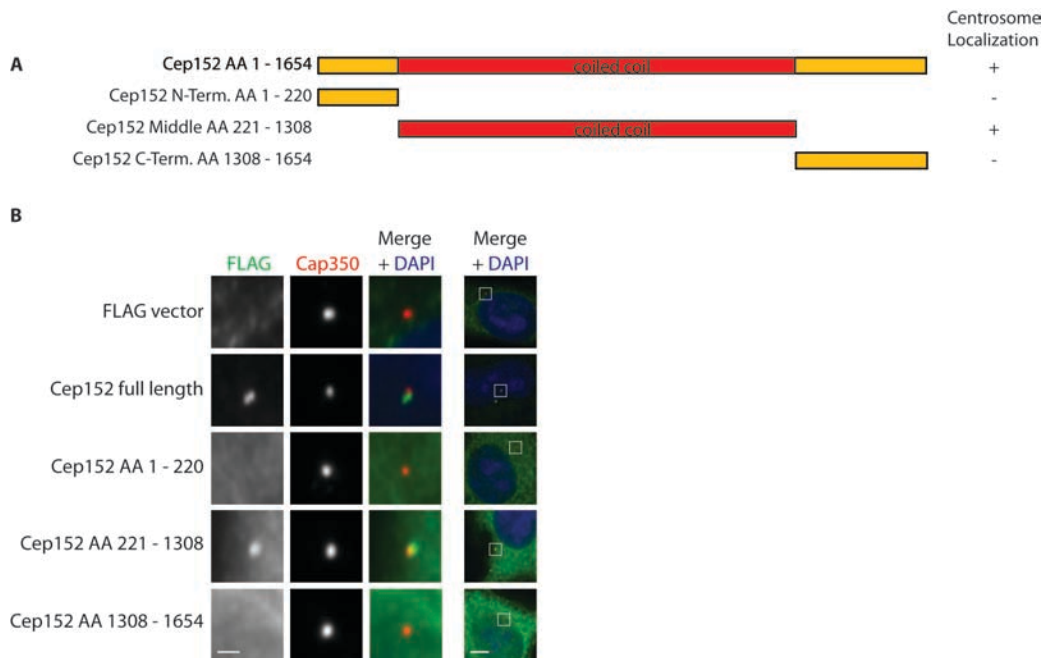 Centrosome
Localization
A
Cep152 AA 1 - 1654
coiled coil
+
Cep152 N-Term. AA 1 - 220
-
Cep152 Middle AA 221 - 1308
coiled coil
+
Cep152 C-Term. AA 1308 - 1654
-
B
Merge Merge
FLAG Cap350 + DAPI + DAPI
FLAG vector
Cep152 full length
Cep152 AA 1 - 220
Cep152 AA 221 - 1308
Cep152 AA 1308 - 1654